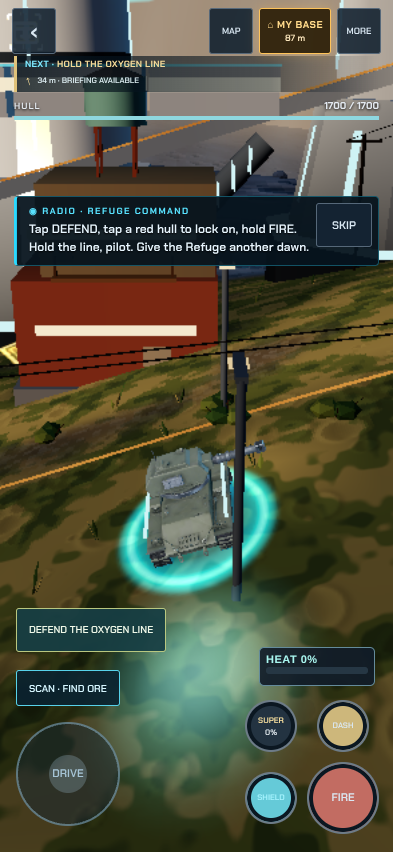 ‹
MAP
⌂ MY BASE
87 m
MORE
NEXT · HOLD THE OXYGEN LINE
34 m · BRIEFING AVAILABLE
HULL
1700 / 1700
◉ RADIO · REFUGE COMMAND
Tap DEFEND, tap a red hull to lock on, hold FIRE.
Hold the line, pilot. Give the Refuge another dawn.
SKIP
DEFEND THE OXYGEN LINE
HEAT 0%
SCAN · FIND ORE
SUPER
0%
DASH
DRIVE
SHIELD
FIRE